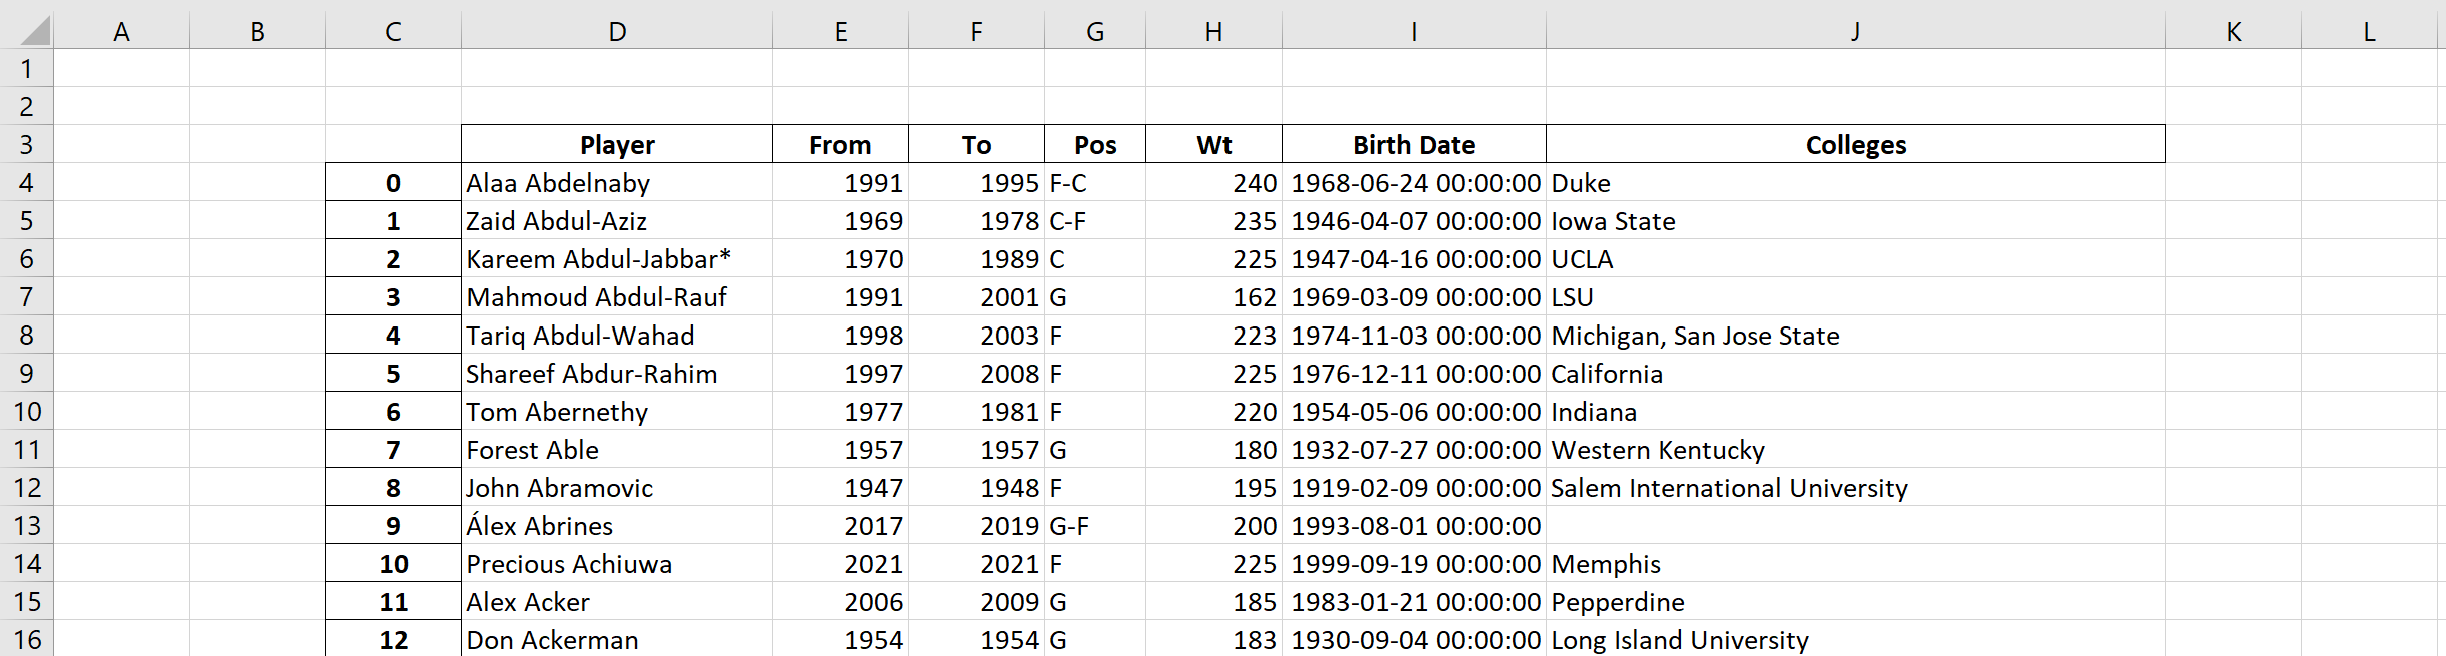 A B C D E F G H I J K L
1
2
3 Player From To Pos Wt Birth Date Colleges
4 0 Alaa Abdelnaby 1991 1995 F-C 240 1968-06-24 00:00:00 Duke
5 1 Zaid Abdul-Aziz 1969 1978 C-F 235 1946-04-07 00:00:00 Iowa State
6 2 Kareem Abdul-Jabbar* 1970 1989 C 225 1947-04-16 00:00:00 UCLA
7 3 Mahmoud Abdul-Rauf 1991 2001 G 162 1969-03-09 00:00:00 LSU
8 4 Tariq Abdul-Wahad 1998 2003 F 223 1974-11-03 00:00:00 Michigan, San Jose State
9 5 Shareef Abdur-Rahim 1997 2008 F 225 1976-12-11 00:00:00 California
10 6 Tom Abernethy 1977 1981 F 220 1954-05-06 00:00:00 Indiana
11 7 Forest Able 1957 1957 G 180 1932-07-27 00:00:00 Western Kentucky
12 8 John Abramovic 1947 1948 F 195 1919-02-09 00:00:00 Salem International University
13 9 Álex Abrines 2017 2019 G-F 200 1993-08-01 00:00:00
14 10 Precious Achiuwa 2021 2021 F 225 1999-09-19 00:00:00 Memphis
15 11 Alex Acker 2006 2009 G 185 1983-01-21 00:00:00 Pepperdine
16 12 Don Ackerman 1954 1954 G 183 1930-09-04 00:00:00 Long Island University